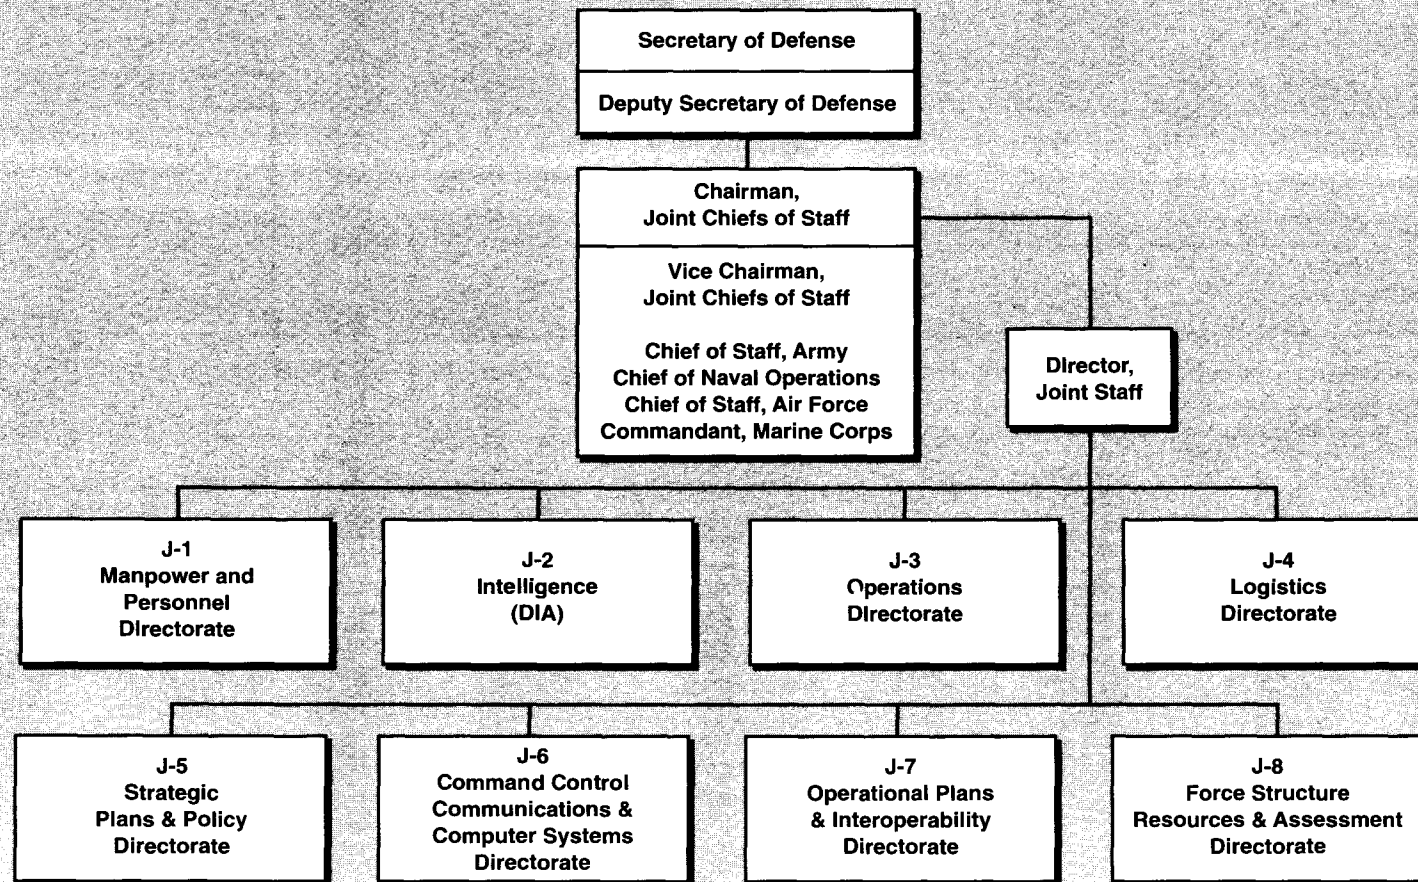 Secretary of Defense
Deputy Secretary of Defense
Chairman,
Joint Chiefs of Staff
Vice Chairman,
Joint Chiefs of Staff
Chief of Staff, Army
Chief of Naval Operations
Chief of Staff, Air Force
Commandant, Marine Corps
Director,
Joint Staff
J-1
Manpower and
Personnel
Directorate
J-2
Intelligence
(DIA)
J-3
Operations
Directorate
J-4
Logistics
Directorate
J-5
Strategic
Plans & Policy
Directorate
J-6
Command Control
Communications &
Computer Systems
Directorate
J-7
Operational Plans
& Interoperability
Directorate
J-8
Force Structure
Resources & Assessment
Directorate